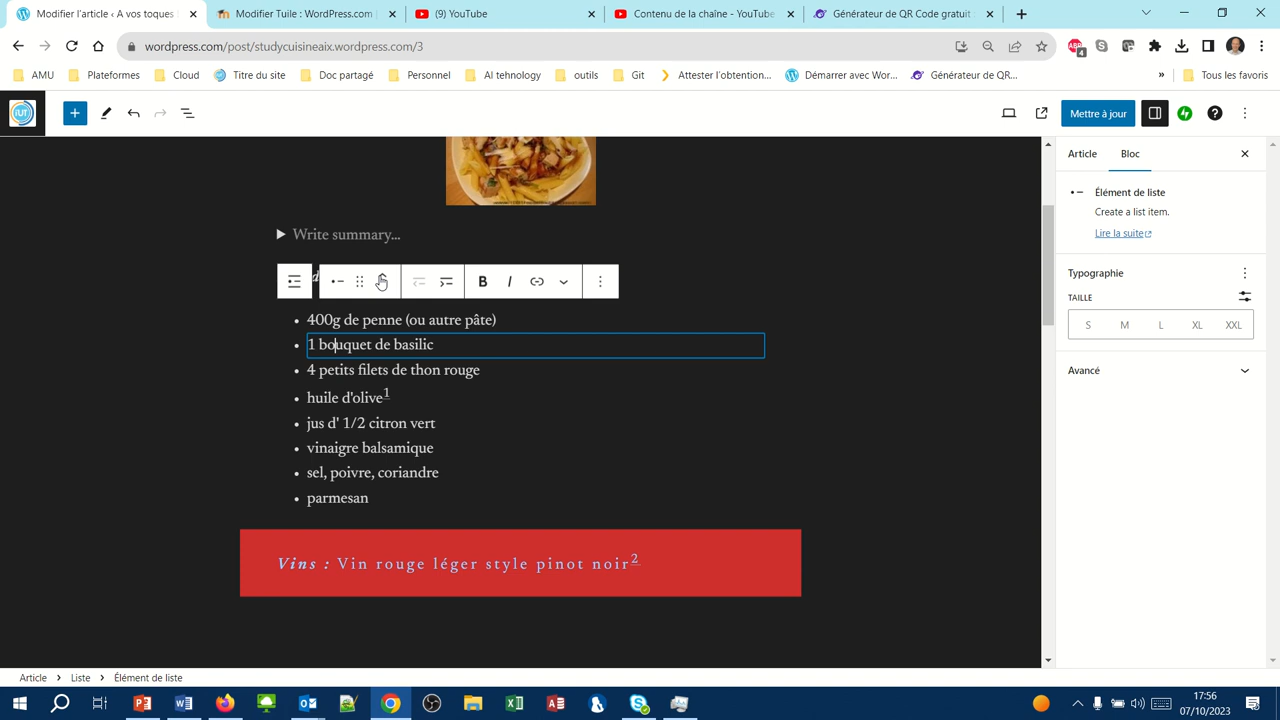 Modifier l'article « A vos toques
Modifier Tuile : WordPress.com
(9) YouTube
Contenu de la chaîne - YouTube
Générateur de QR Code gratuit :
wordpress.com/post/studycuisineaix.wordpress.com/3
ABP
4
AMU
Plateformes
Cloud
Titre du site
Doc partagé
Personnel
AI tehnology
outils
Git
Attester l'obtention...
Démarrer avec Wor...
Générateur de QR...
»
Tous les favoris
iUT
Mettre à jour
Article
Bloc
Élément de liste
Create a list item.
Lire la suite
Typographie
TAILLE
S M L XL XXL
Avancé
Write summary...
B I
• 400g de penne (ou autre pâte)
• 1 bouquet de basilic
• 4 petits filets de thon rouge
• huile d'olive1
• jus d' 1/2 citron vert
• vinaigre balsamique
• sel, poivre, coriandre
• parmesan
Vins : Vin rouge léger style pinot noir2
Article > Liste > Élément de liste
17:56
07/10/2023